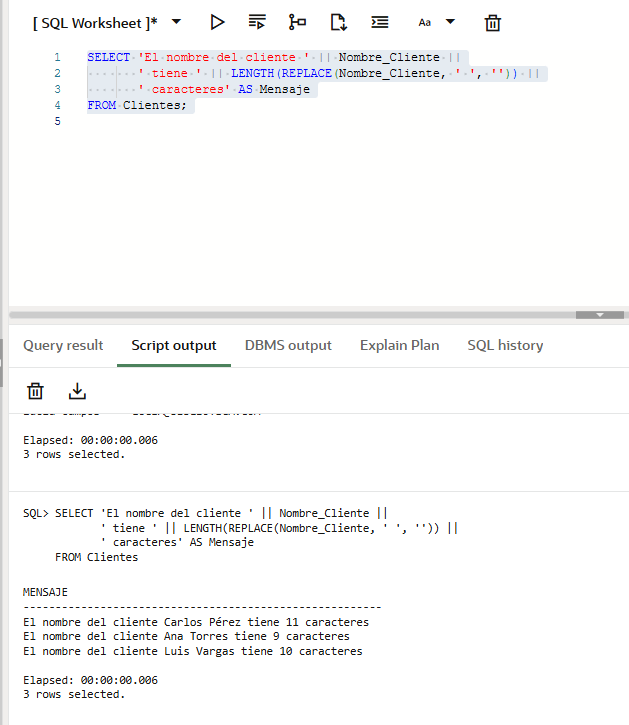 [ SQL Worksheet ]*
Aa
1 SELECT 'El nombre del cliente ' || Nombre_Cliente ||
2 ' tiene ' || LENGTH(REPLACE(Nombre_Cliente, ' ', '')) ||
3 ' caracteres' AS Mensaje
4 FROM Clientes;
5
Query result Script output DBMS output Explain Plan SQL history
Elapsed: 00:00:00.006
3 rows selected.
SQL> SELECT 'El nombre del cliente ' || Nombre_Cliente ||
' tiene ' || LENGTH(REPLACE(Nombre_Cliente, ' ', '')) ||
' caracteres' AS Mensaje
FROM Clientes
MENSAJE
--------------------------------------------------------
El nombre del cliente Carlos Pérez tiene 11 caracteres
El nombre del cliente Ana Torres tiene 9 caracteres
El nombre del cliente Luis Vargas tiene 10 caracteres
Elapsed: 00:00:00.006
3 rows selected.